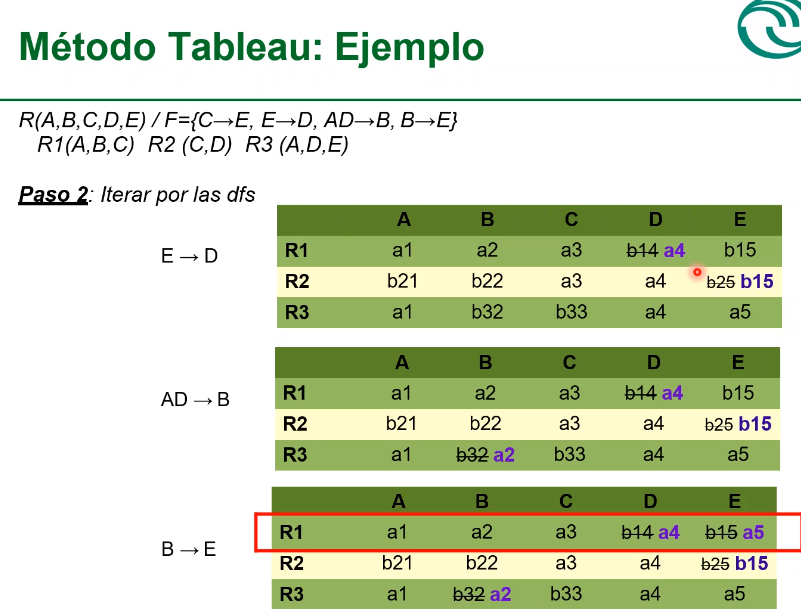 Método Tableau: Ejemplo
R(A,B,C,D,E) / F={C→E, E→D, AD→B, B→E}
R1(A,B,C) R2 (C,D) R3 (A,D,E)
Paso 2: Iterar por las dfs
E → D
A B C D E
R1 a1 a2 a3 b14 a4 b15
R2 b21 b22 a3 a4 b25 b15
R3 a1 b32 b33 a4 a5
AD → B
A B C D E
R1 a1 a2 a3 b14 a4 b15
R2 b21 b22 a3 a4 b25 b15
R3 a1 b32 a2 b33 a4 a5
B → E
A B C D E
R1 a1 a2 a3 b14 a4 b15 a5
R2 b21 b22 a3 a4 b25 b15
R3 a1 b32 a2 b33 a4 a5